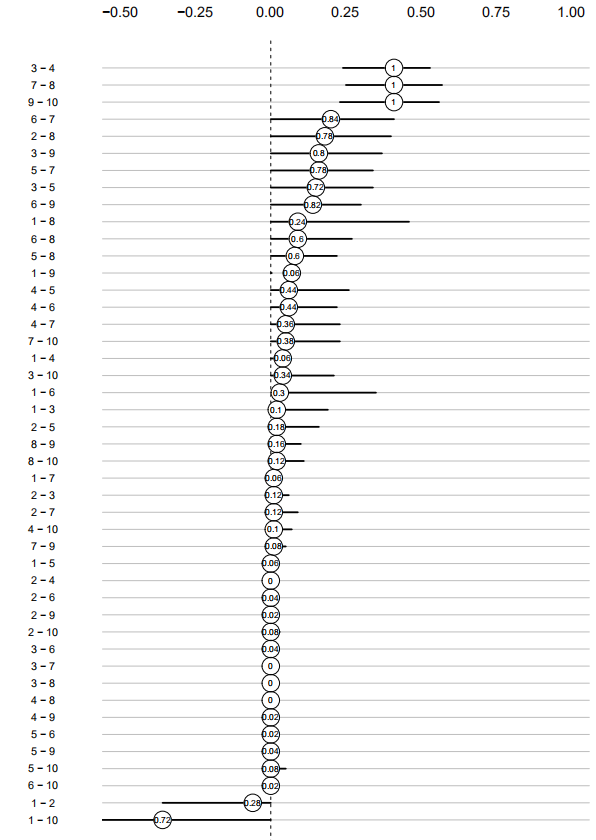 −0.50 −0.25 0.00 0.25 0.50 0.75 1.00
3 − 4 1
7 − 8 1
9 − 10 1
6 − 7 0.84
2 − 8 0.78
3 − 9 0.8
5 − 7 0.78
3 − 5 0.72
6 − 9 0.82
1 − 8 0.24
6 − 8 0.6
5 − 8 0.6
1 − 9 0.06
4 − 5 0.44
4 − 6 0.44
4 − 7 0.36
7 − 10 0.38
1 − 4 0.06
3 − 10 0.34
1 − 6 0.3
1 − 3 0.1
2 − 5 0.18
8 − 9 0.16
8 − 10 0.12
1 − 7 0.06
2 − 3 0.12
2 − 7 0.12
4 − 10 0.1
7 − 9 0.08
1 − 5 0.06
2 − 4 0
2 − 6 0.04
2 − 9 0.02
2 − 10 0.08
3 − 6 0.04
3 − 7 0
3 − 8 0
4 − 8 0
4 − 9 0.02
5 − 6 0.02
5 − 9 0.04
5 − 10 0.08
6 − 10 0.02
1 − 2 0.28
1 − 10 0.72